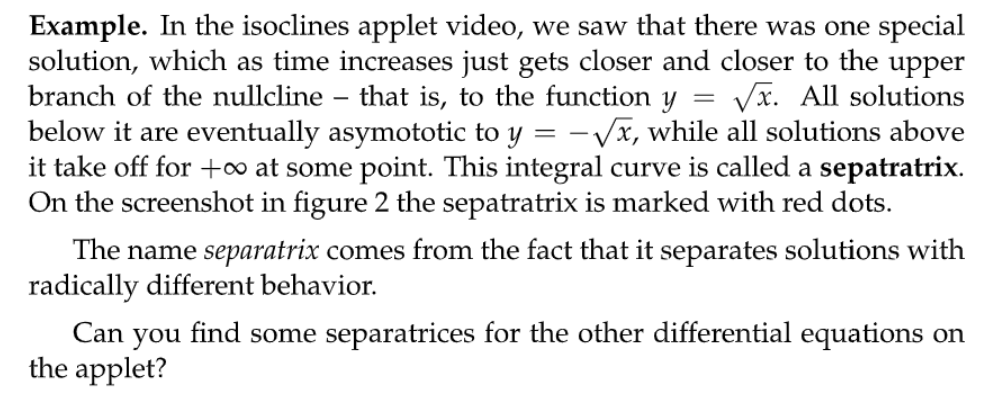 Example. In the isoclines applet video, we saw that there was one special
solution, which as time increases just gets closer and closer to the upper
branch of the nullcline – that is, to the function y = √x. All solutions
below it are eventually asymototic to y = −√x, while all solutions above
it take off for +∞ at some point. This integral curve is called a sepatratrix.
On the screenshot in figure 2 the sepatratrix is marked with red dots.
The name separatrix comes from the fact that it separates solutions with
radically different behavior.
Can you find some separatrices for the other differential equations on
the applet?